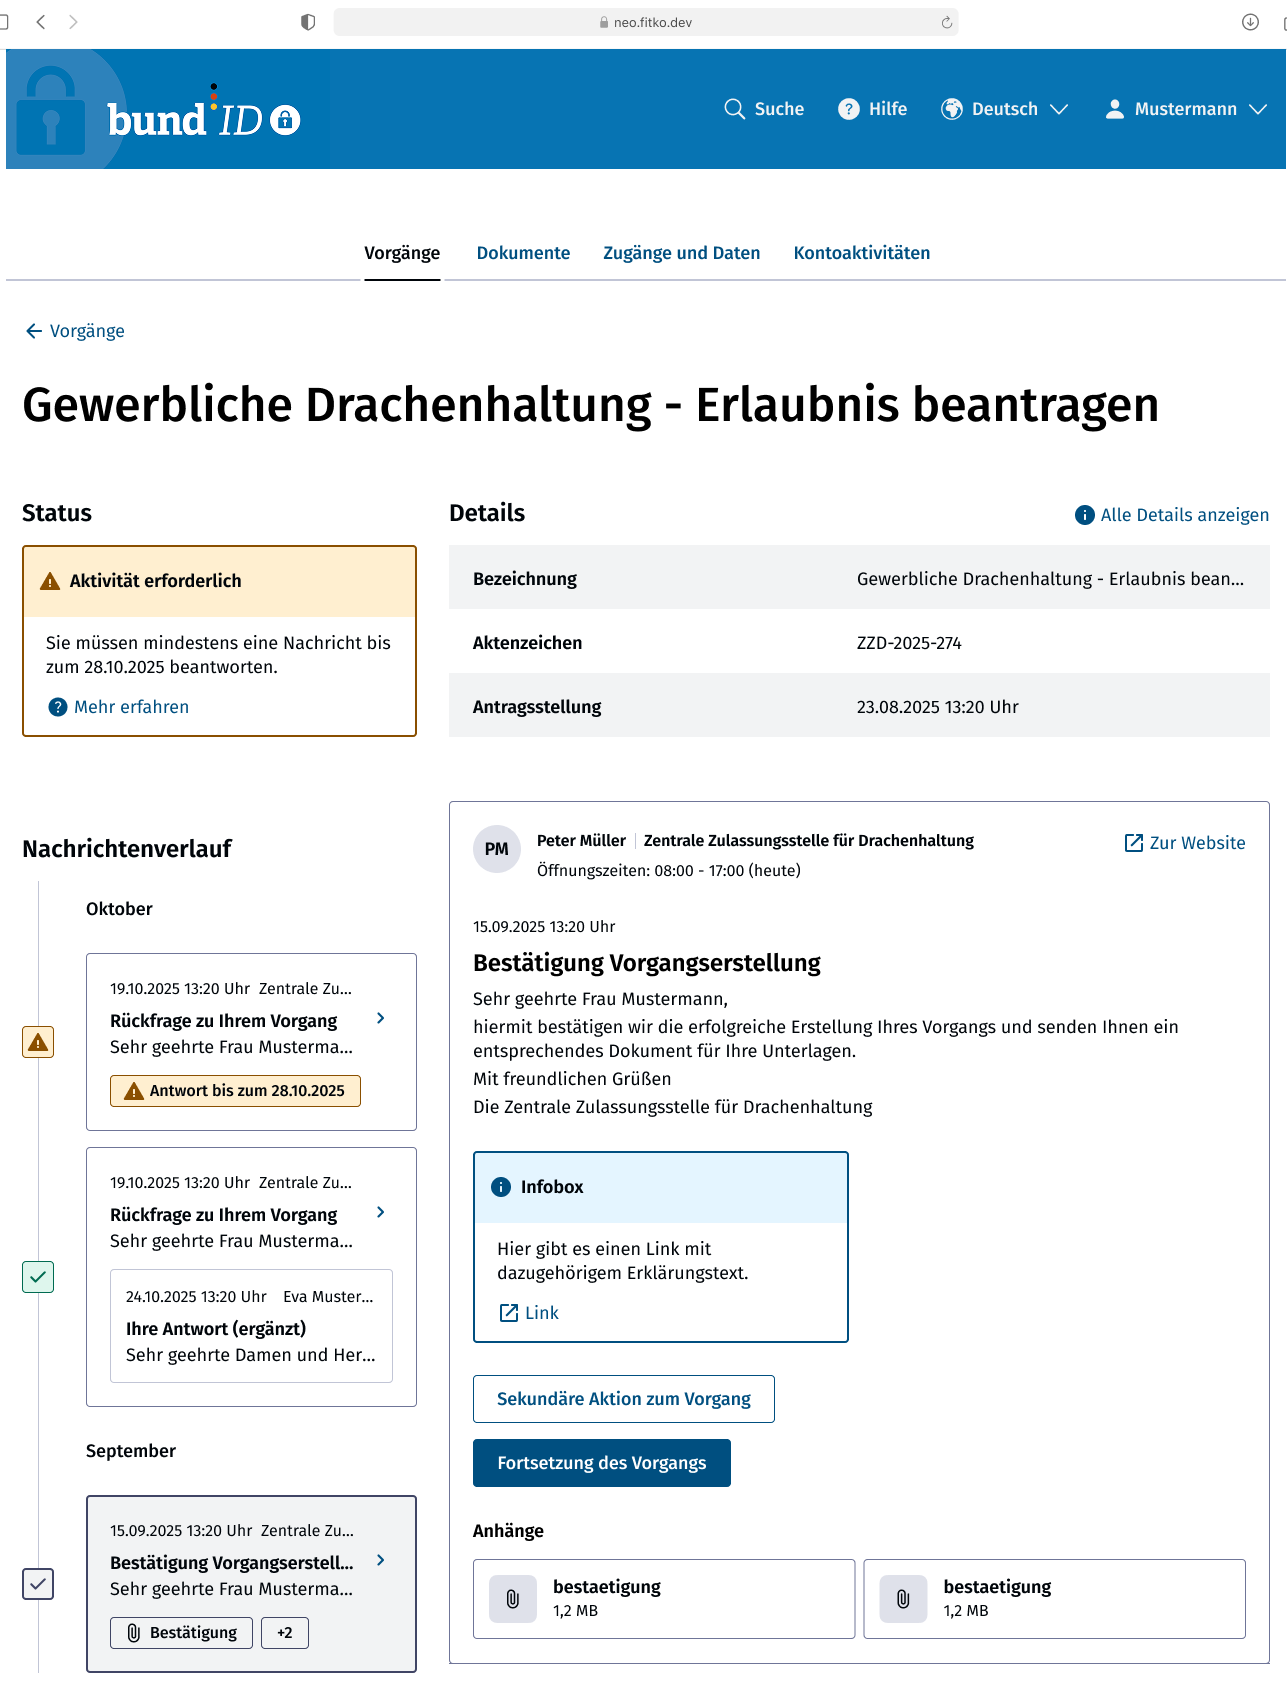 neo.fitko.dev
bundID
Suche
Hilfe
Deutsch
Mustermann
Vorgänge
Dokumente
Zugänge und Daten
Kontoaktivitäten
Vorgänge
Gewerbliche Drachenhaltung - Erlaubnis beantragen
Status
Aktivität erforderlich
Sie müssen mindestens eine Nachricht bis
zum 28.10.2025 beantworten.
Mehr erfahren
Details
Alle Details anzeigen
Bezeichnung Gewerbliche Drachenhaltung - Erlaubnis bean...
Aktenzeichen ZZD-2025-274
Antragsstellung 23.08.2025 13:20 Uhr
Nachrichtenverlauf
Oktober
19.10.2025 13:20 Uhr Zentrale Zu...
Rückfrage zu Ihrem Vorgang
Sehr geehrte Frau Musterma...
Antwort bis zum 28.10.2025
19.10.2025 13:20 Uhr Zentrale Zu...
Rückfrage zu Ihrem Vorgang
Sehr geehrte Frau Musterma...
24.10.2025 13:20 Uhr Eva Muster...
Ihre Antwort (ergänzt)
Sehr geehrte Damen und Her...
September
15.09.2025 13:20 Uhr Zentrale Zu...
Bestätigung Vorgangserstell...
Sehr geehrte Frau Musterma...
Bestätigung
+2
PM
Peter Müller | Zentrale Zulassungsstelle für Drachenhaltung
Öffnungszeiten: 08:00 - 17:00 (heute)
Zur Website
15.09.2025 13:20 Uhr
Bestätigung Vorgangserstellung
Sehr geehrte Frau Mustermann,
hiermit bestätigen wir die erfolgreiche Erstellung Ihres Vorgangs und senden Ihnen ein
entsprechendes Dokument für Ihre Unterlagen.
Mit freundlichen Grüßen
Die Zentrale Zulassungsstelle für Drachenhaltung
Infobox
Hier gibt es einen Link mit
dazugehörigem Erklärungstext.
Link
Sekundäre Aktion zum Vorgang
Fortsetzung des Vorgangs
Anhänge
bestaetigung
1,2 MB
bestaetigung
1,2 MB